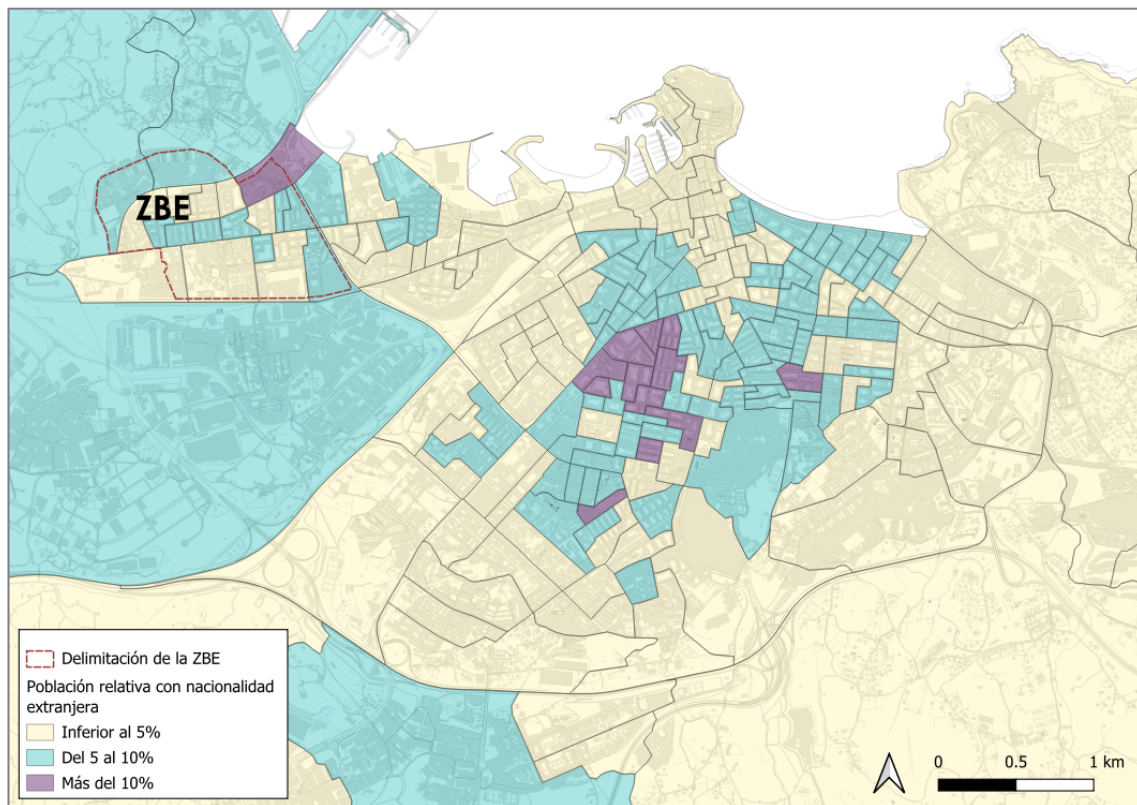 ZBE
Delimitación de la ZBE
Población relativa con nacionalidad
extranjera
Inferior al 5%
Del 5 al 10%
Más del 10%
0 0.5 1 km